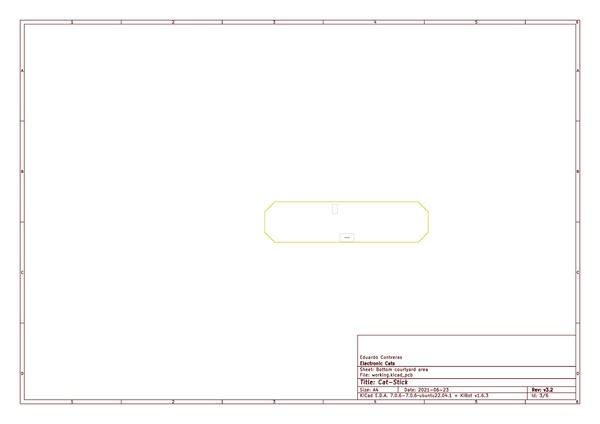 1 2 3 4 5 6
A A
B B
C C
Eduardo Contreras
Electronic Cats
Sheet: Bottom courtyard area
File: working.kicad_pcb
D D
Title: Cat-Stick
Size: A4 Date: 2021-06-23 Rev: v3.2
KiCad E.D.A. 7.0.6-7.0.6~ubuntu22.04.1 + KiBot v1.6.3 Id: 3/6
1 2 3 4 5 6